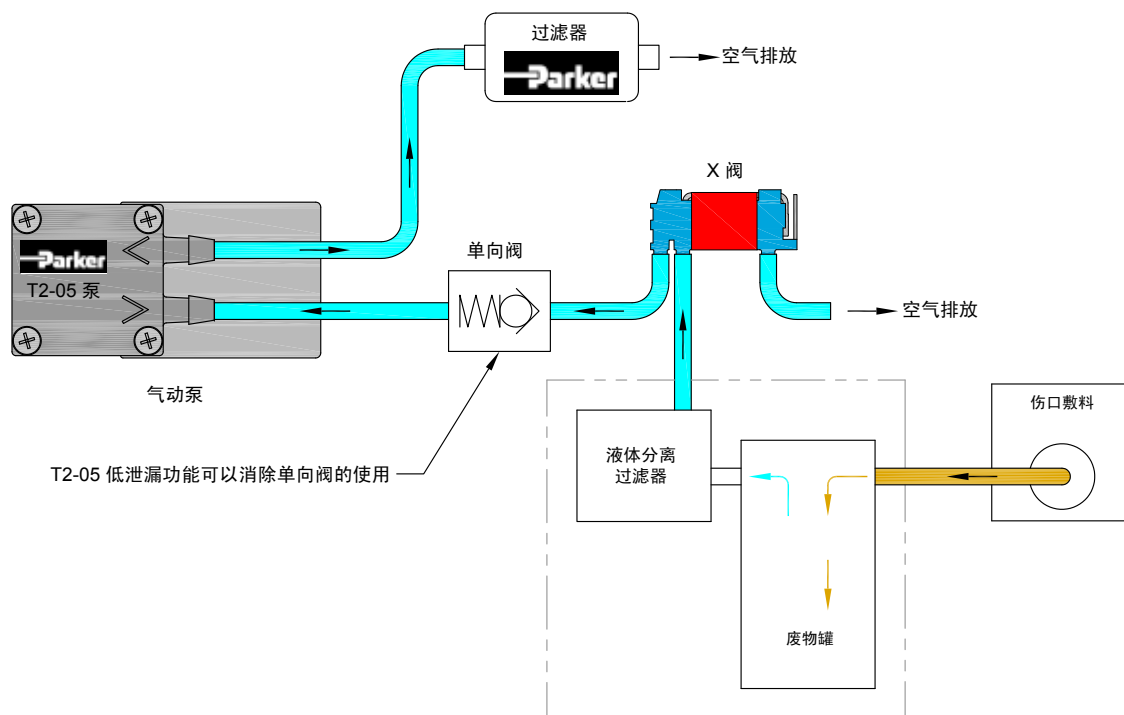 过滤器
Parker
空气排放
X 阀
Parker
T2-05 泵
单向阀
空气排放
气动泵
伤口敷料
T2-05 低泄漏功能可以消除单向阀的使用
液体分离
过滤器
废物罐